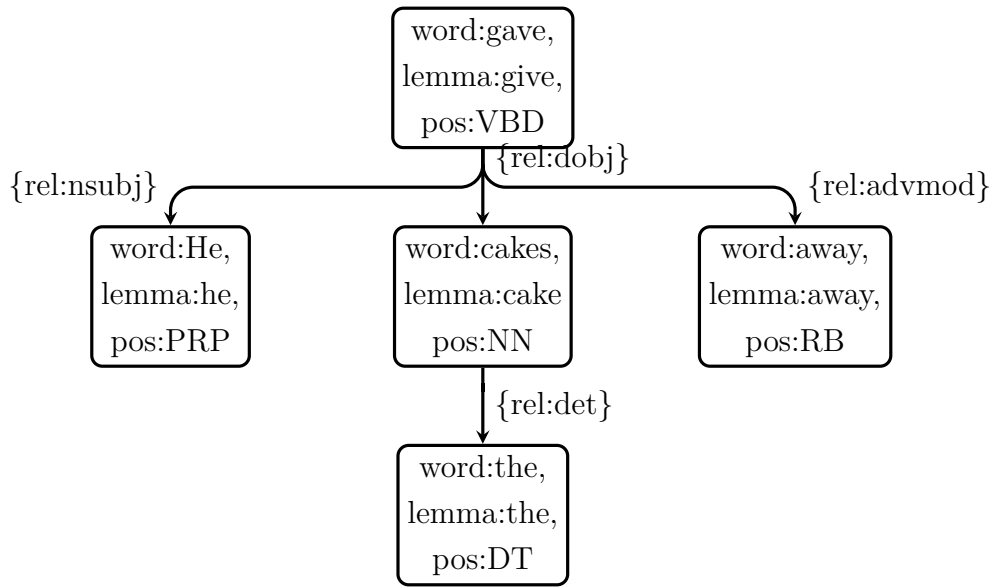 word:gave,
lemma:give,
pos:VBD
{rel:dobj}
{rel:nsubj}
{rel:advmod}
word:He,
lemma:he,
pos:PRP
word:cakes,
lemma:cake
pos:NN
word:away,
lemma:away,
pos:RB
{rel:det}
word:the,
lemma:the,
pos:DT